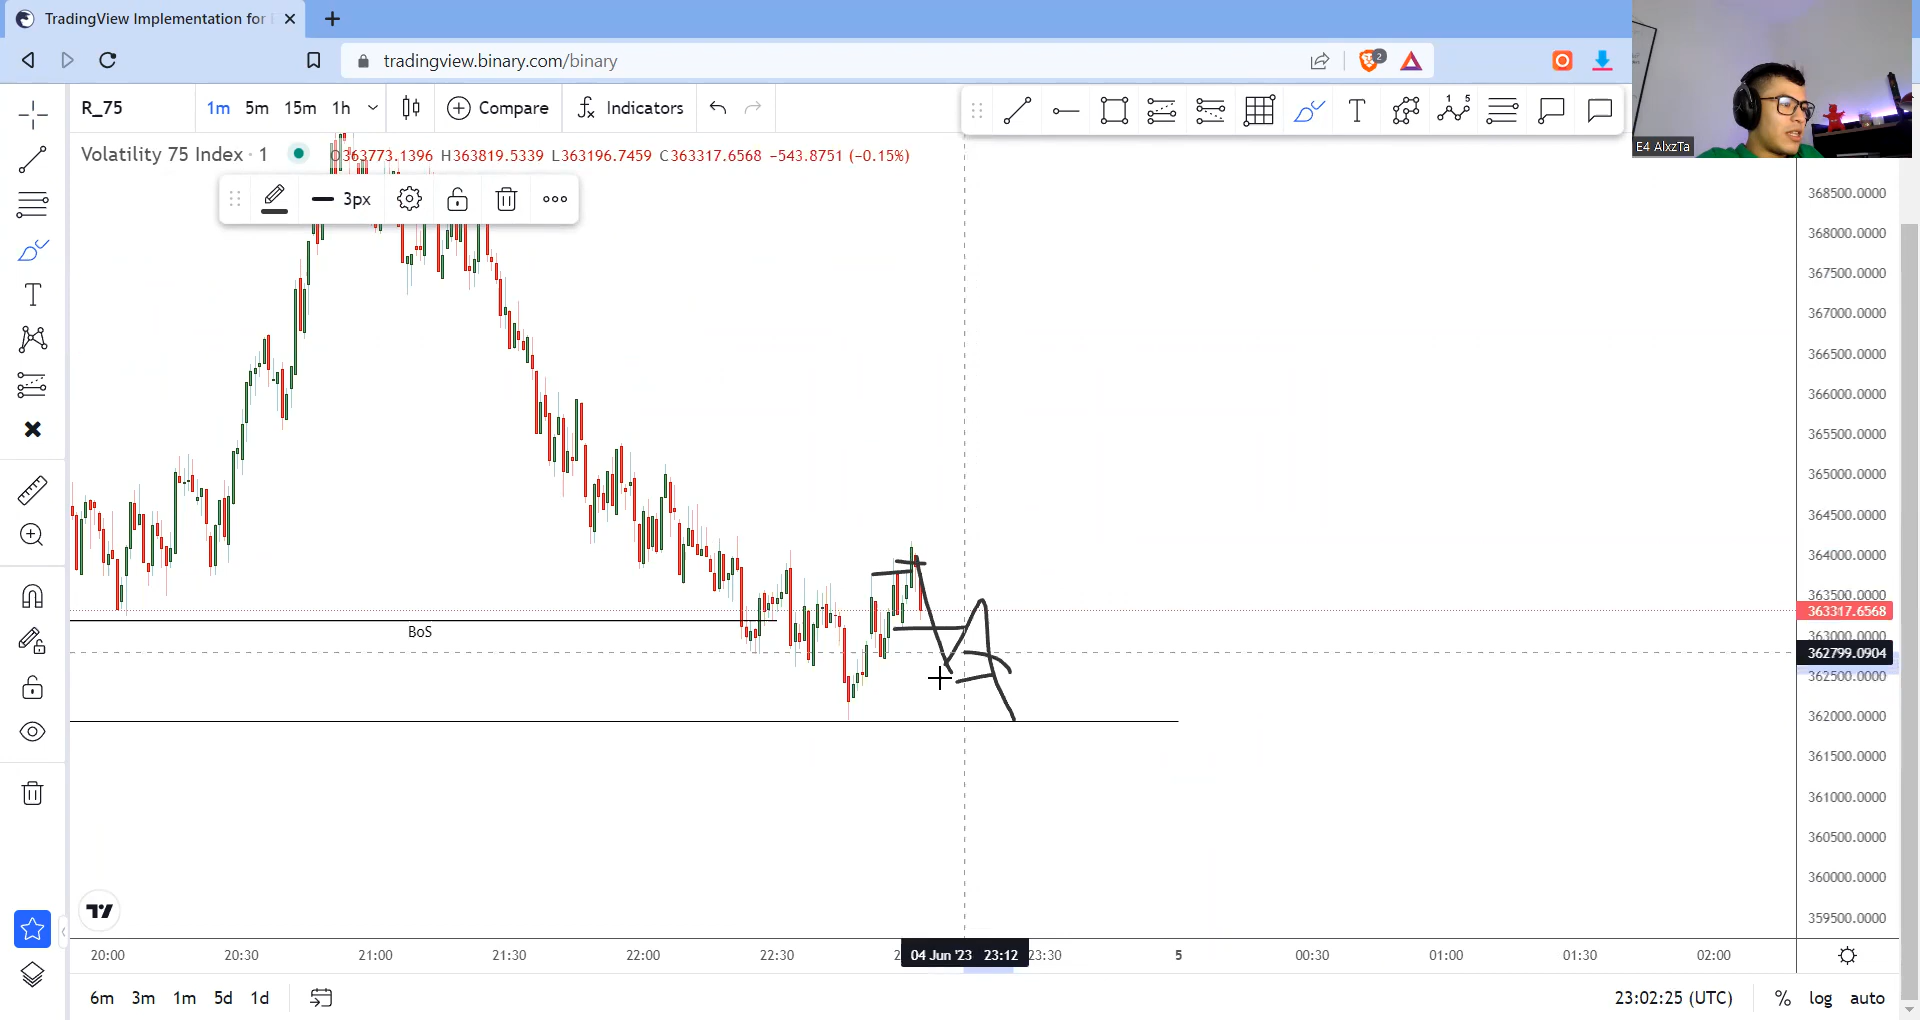 TradingView Implementation for
tradingview.binary.com/binary
2
E4 AlxzTa
R_75
1m 5m 15m 1h
Compare
Indicators
T
1 5
Volatility 75 Index · 1
O363773.1396 H363819.5339 L363196.7459 C363317.6568 −543.8751 (−0.15%)
3px
368500.0000
368000.0000
367500.0000
367000.0000
366500.0000
366000.0000
365500.0000
365000.0000
364500.0000
364000.0000
363500.0000
363317.6568
363000.0000
362799.0904
362500.0000
362000.0000
361500.0000
361000.0000
360500.0000
360000.0000
359500.0000
BoS
20:00 20:30 21:00 21:30 22:00 22:30 04 Jun '23 23:12 23:30 5 00:30 01:00 01:30 02:00
6m 3m 1m 5d 1d
23:02:25 (UTC) % log auto